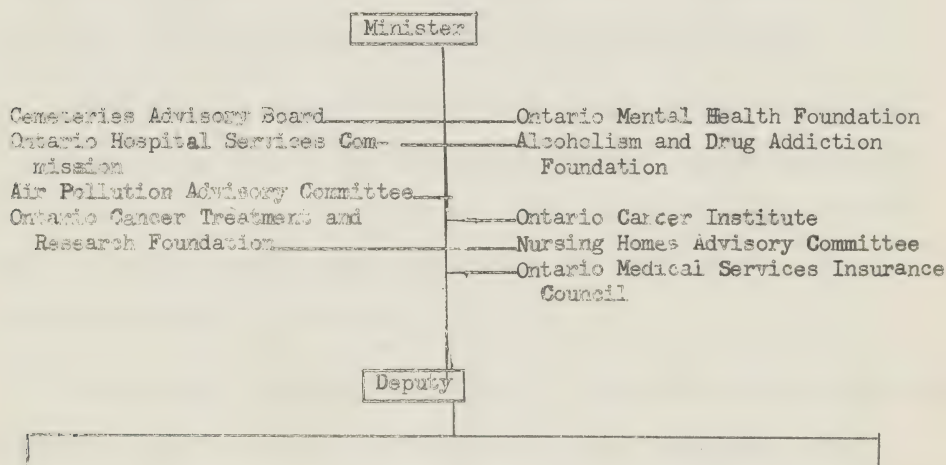 Minister
Cemeteries Advisory Board
Ontario Hospital Services Com-
mission
Air Pollution Advisory Committee
Ontario Cancer Treatment and
Research Foundation
Ontario Mental Health Foundation
Alcoholism and Drug Addiction
Foundation
Ontario Cancer Institute
Nursing Homes Advisory Committee
Ontario Medical Services Insurance
Council
Deputy